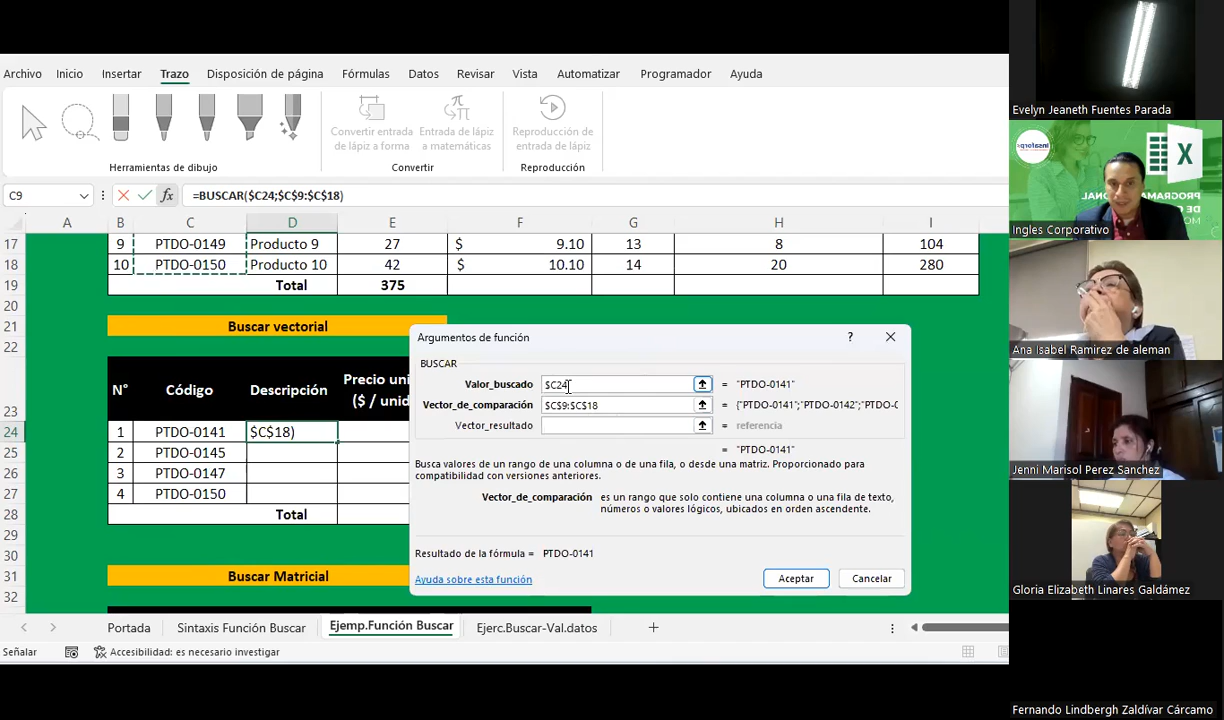 Archivo Inicio Insertar Trazo Disposición de página Fórmulas Datos Revisar Vista Automatizar Programador Ayuda
Convertir entrada de lápiz a forma
Entrada de lápiz a matemáticas
Reproducción de entrada de lápiz
Herramientas de dibujo
Convertir
Reproducción
C9 fx =BUSCAR($C24;$C$9:$C$18)
A B C D E F G H I
17 9 PTDO-0149 Producto 9 27 $ 9.10 13 8 104
18 10 PTDO-0150 Producto 10 42 $ 10.10 14 20 280
19 Total 375
20
21 Buscar vectorial
22
23 N° Código Descripción Precio uni
($ / unid
24 1 PTDO-0141 $C$18)
25 2 PTDO-0145
26 3 PTDO-0147
27 4 PTDO-0150
28 Total
29
30
31 Buscar Matricial
32
Argumentos de función ?
BUSCAR
Valor_buscado $C24 = "PTDO-0141"
Vector_de_comparación $C$9:$C$18 = {"PTDO-0141";"PTDO-0142";"PTDO-0
Vector_resultado = referencia
= "PTDO-0141"
Busca valores de un rango de una columna o de una fila, o desde una matriz. Proporcionado para
compatibilidad con versiones anteriores.
Vector_de_comparación es un rango que solo contiene una columna o una fila de texto,
números o valores lógicos, ubicados en orden ascendente.
Resultado de la fórmula = PTDO-0141
Ayuda sobre esta función
Aceptar
Cancelar
Portada Sintaxis Función Buscar Ejemp.Función Buscar Ejerc.Buscar-Val.datos
Señalar Accesibilidad: es necesario investigar
Evelyn Jeaneth Fuentes Parada
Insaforp
X
Ingles Corporativo
Ana Isabel Ramirez de aleman
Jenni Marisol Perez Sanchez
Gloria Elizabeth Linares Galdámez
Fernando Lindbergh Zaldívar Cárcamo